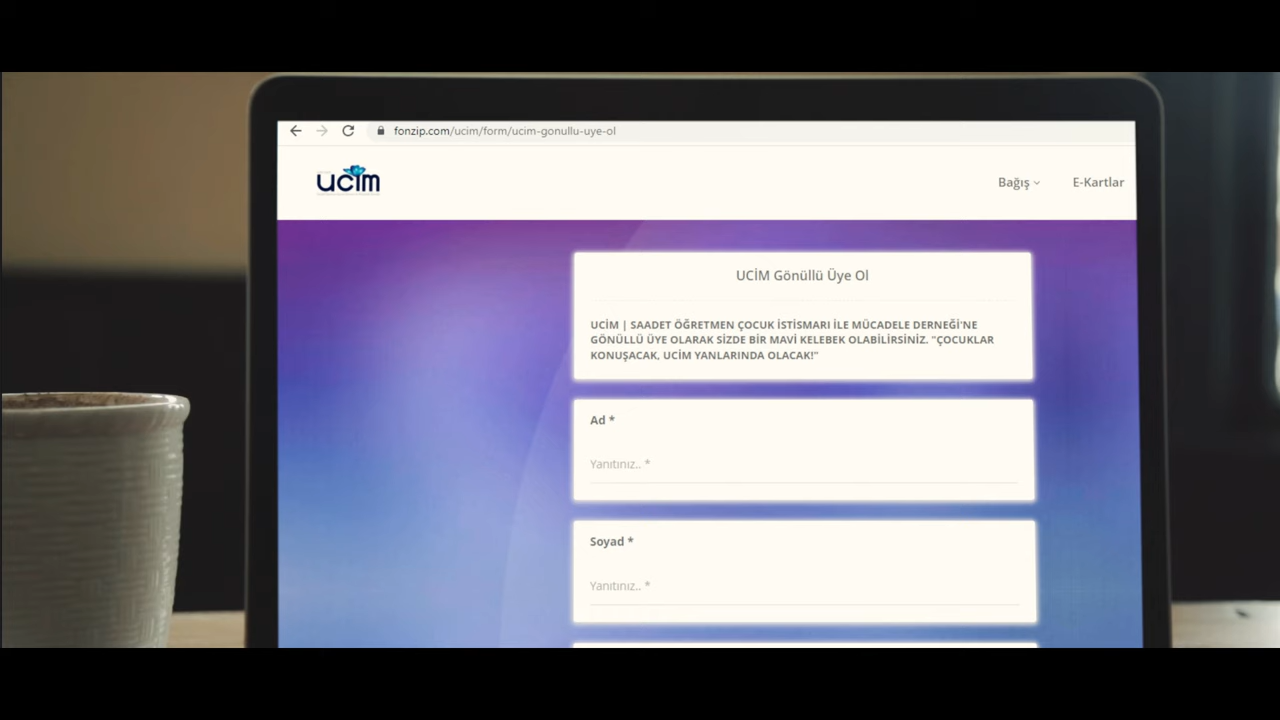 fonzip.com/ucim/form/ucim-gonullu-uye-ol
ucim
Bağış
E-Kartlar
UCİM Gönüllü Üye Ol
UCİM | SAADET ÖĞRETMEN ÇOCUK İSTİSMARI İLE MÜCADELE DERNEĞİ'NE
GÖNÜLLÜ ÜYE OLARAK SİZDE BİR MAVİ KELEBEK OLABİLİRSİNİZ. "ÇOCUKLAR
KONUŞACAK, UCİM YANLARINDA OLACAK!"
Ad *
Yanıtınız.. *
Soyad *
Yanıtınız.. *